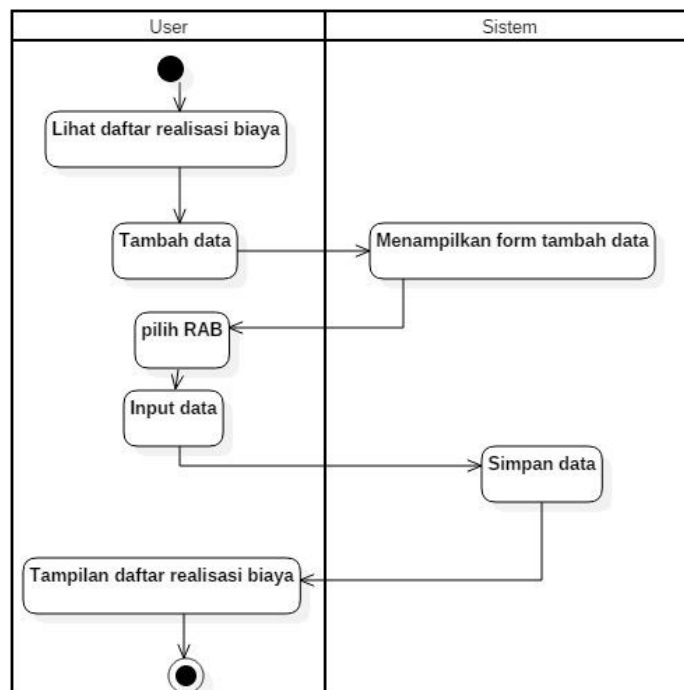 User
Sistem
Lihat daftar realisasi biaya
Tambah data
Menampilkan form tambah data
pilih RAB
Input data
Simpan data
Tampilan daftar realisasi biaya